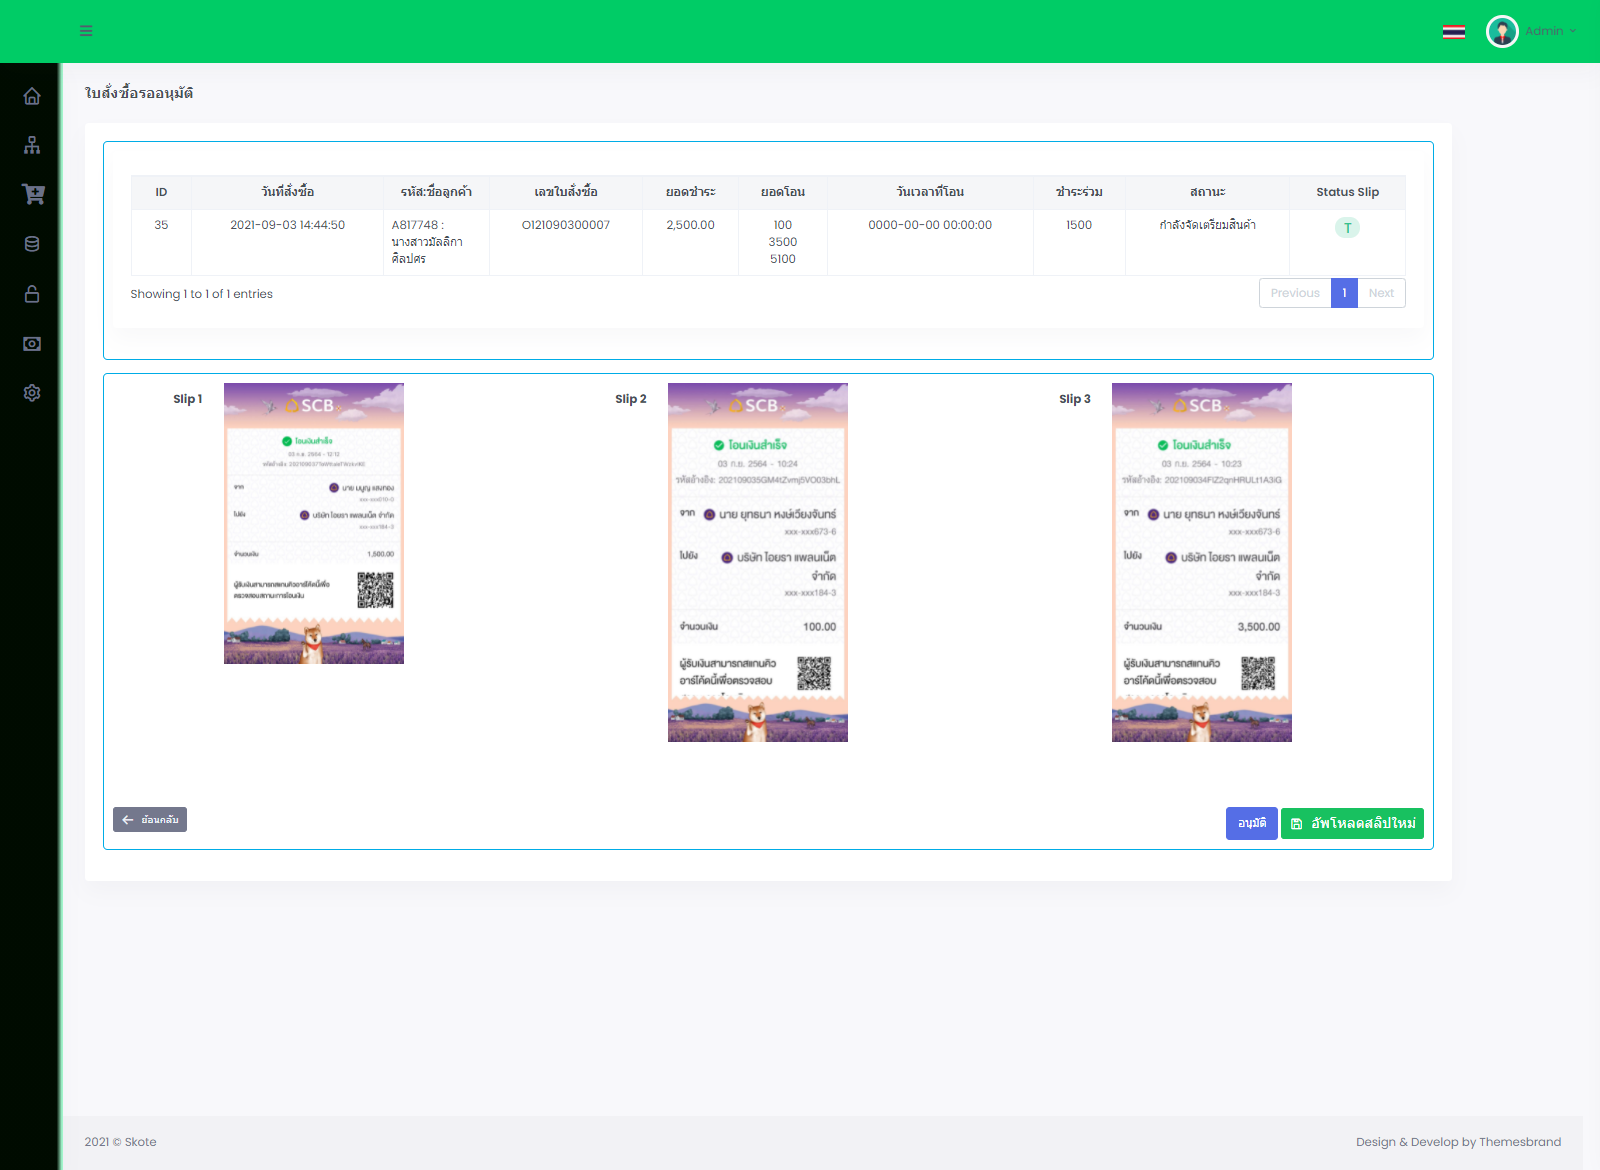 Admin
ใบสั่งซื้อรออนุมัติ
ID วันที่สั่งซื้อ รหัส:ชื่อลูกค้า เลขใบสั่งซื้อ ยอดชำระ ยอดโอน วันเวลาที่โอน ชำระร่วม สถานะ Status Slip
35 2021-09-03 14:44:50 A817748 : O121090300007 2,500.00 100 0000-00-00 00:00:00 1500 กำลังจัดเตรียมสินค้า T
นางสาวมัลลิกา 3500
ศิลปศร 5100
Showing 1 to 1 of 1 entries
Previous 1 Next
Slip 1
SCB
โอนเงินสำเร็จ
03 ก.ย. 2564 - 12:12
จาก
xxx-xxx610-0
ไปยัง บริษัท ไอยรา แพลนเน็ต จำกัด
xxx-xxx184-3
จำนวนเงิน 1,500.00
ผู้รับเงินสามารถสแกนคิวอาร์โค้ดนี้เพื่อ
ตรวจสอบสถานะการโอนเงิน
Slip 2
SCB
โอนเงินสำเร็จ
03 ก.ย. 2564 - 10:24
รหัสอ้างอิง: 202109035GM4tZvmj5VO03bhL
จาก นาย ยุทธนา หงษ์เวียงจันทร์
xxx-xxx673-6
ไปยัง บริษัท ไอยรา แพลนเน็ต
จำกัด
xxx-xxx184-3
จำนวนเงิน 100.00
ผู้รับเงินสามารถสแกนคิว
อาร์โค้ดนี้เพื่อตรวจสอบ
Slip 3
SCB
โอนเงินสำเร็จ
03 ก.ย. 2564 - 10:23
รหัสอ้างอิง: 202109034FiZ2qnHRULt1A3iG
จาก นาย ยุทธนา หงษ์เวียงจันทร์
xxx-xxx673-6
ไปยัง บริษัท ไอยรา แพลนเน็ต
จำกัด
xxx-xxx184-3
จำนวนเงิน 3,500.00
ผู้รับเงินสามารถสแกนคิว
อาร์โค้ดนี้เพื่อตรวจสอบ
ย้อนกลับ
อนุมัติ
อัพโหลดสลิปใหม่
2021 © Skote
Design & Develop by Themesbrand